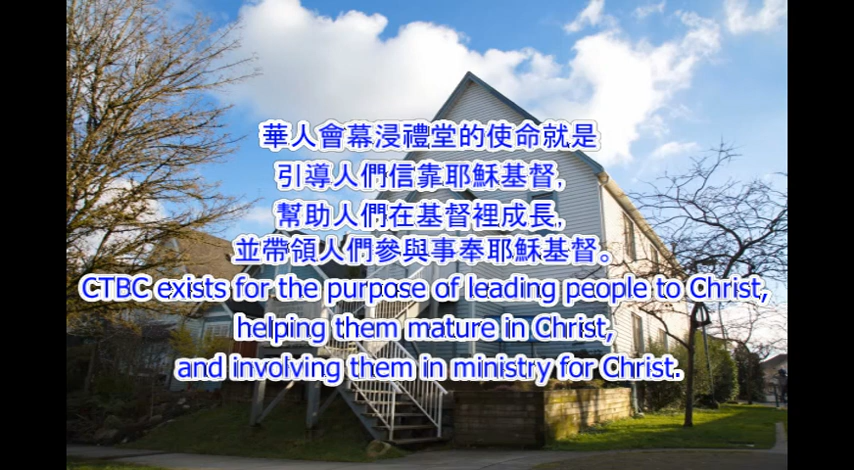 華人會幕浸禮堂的使命就是
引導人們信靠耶穌基督,
幫助人們在基督裡成長,
並帶領人們參與事奉耶穌基督。
CTBC exists for the purpose of leading people to Christ,
helping them mature in Christ,
and involving them in ministry for Christ.